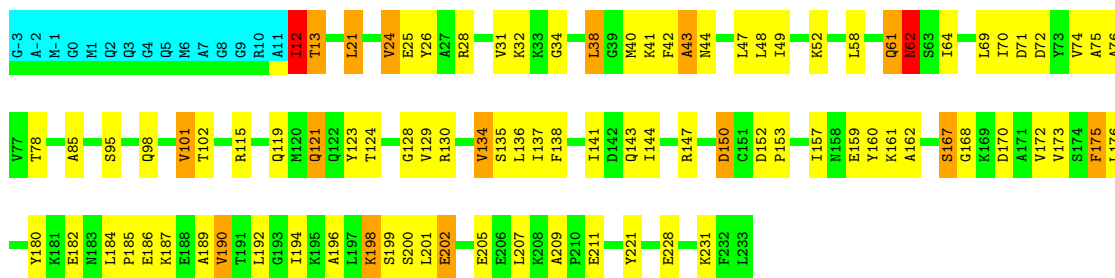 G-3 A-2 M-1 G0 M1 Q2 Q3 G4 Q5 M6 A7 G8 G9 R10 A11 I12 T13 L21 V24 E25 Y26 A27 R28 V31 K32 K33 G34 L38 G39 M40 K41 F42 A43 N44 L47 L48 I49 K52 L58 Q61 N62 S63 I64 L69 I70 D71 D72 Y73 V74 A75 A76
V77 T78 A85 S95 Q98 V101 T102 R115 Q119 M120 Q121 Q122 Y123 T124 G128 V129 R130 V134 S135 L136 I137 F138 I141 D142 Q143 I144 R147 D150 C151 D152 P153 I157 N158 E159 Y160 K161 A162 S167 G168 K169 D170 A171 V172 V173 S174 F175
Y180 K181 E182 N183 L184 P185 E186 K187 E188 A189 V190 T191 L192 G193 I194 K195 A196 L197 K198 S199 S200 L201 E202 E205 E206 L207 K208 A209 P210 E211 Y221 E228 K231 F232 L233